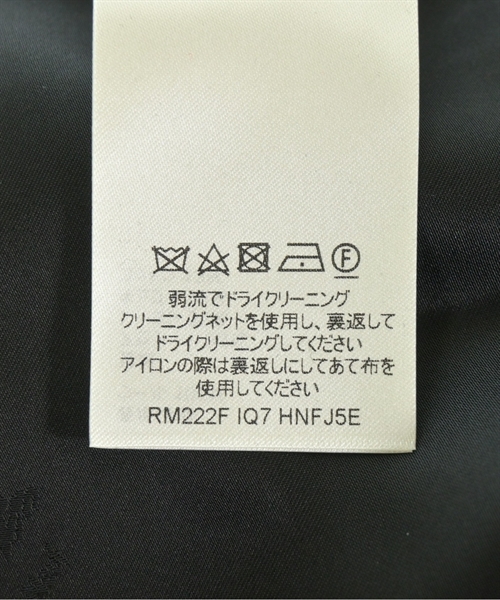 F
弱流でドライクリーニング
クリーニングネットを使用し、裏返して
ドライクリーニングしてください
アイロンの際は裏返しにしてあて布を
使用してください
RM222F IQ7 HNFJ5E